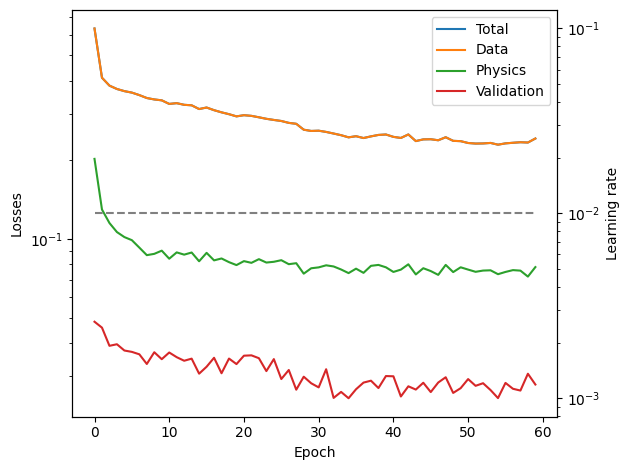 Total
Data
Physics
Validation
Losses
10⁻¹
10⁻¹
10⁻²
10⁻³
Learning rate
0
10
20
30
40
50
60
Epoch